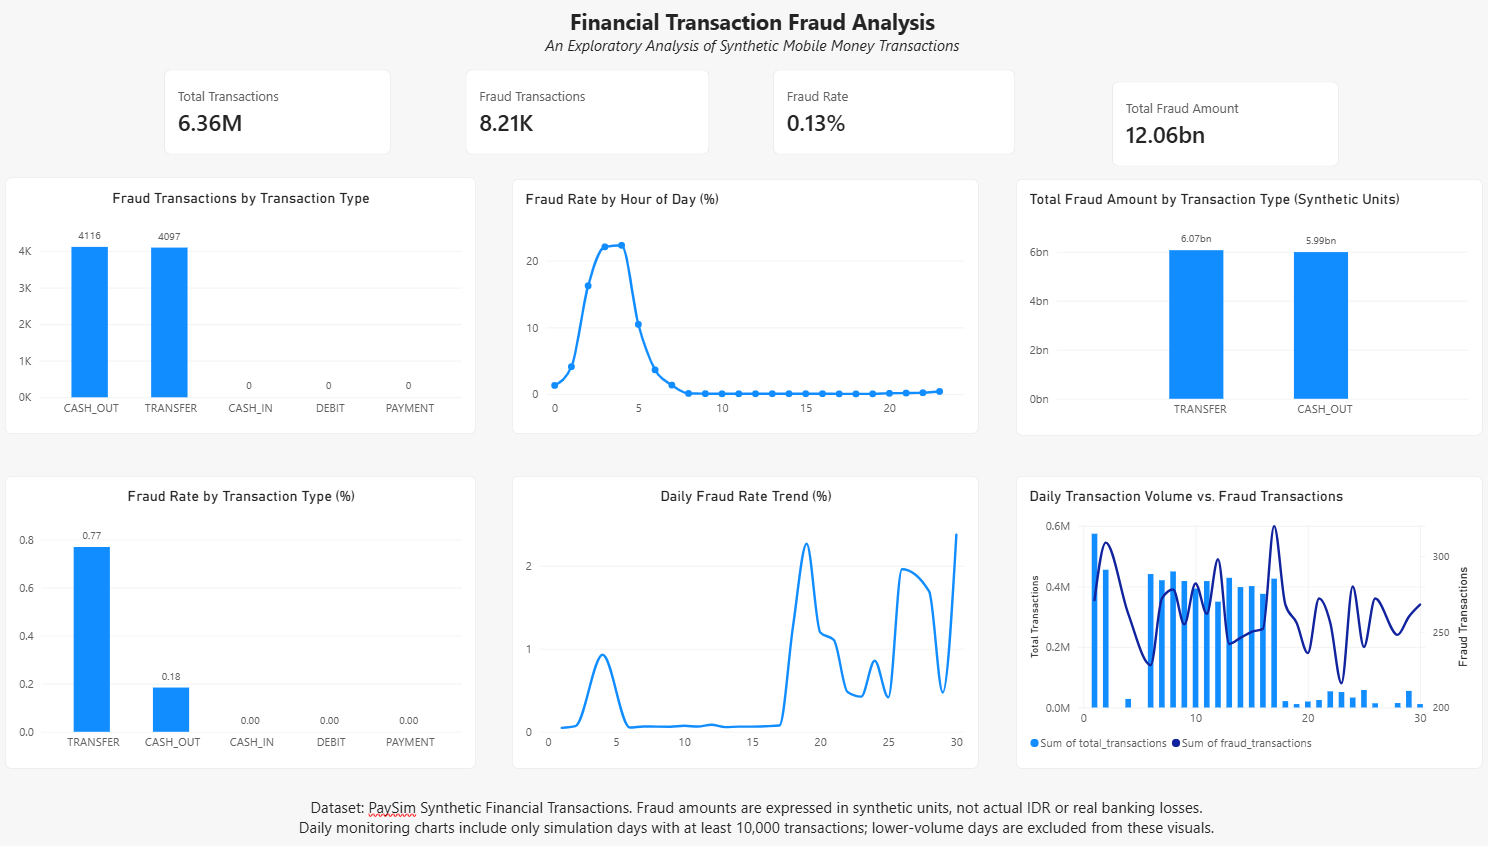 Financial Transaction Fraud Analysis
An Exploratory Analysis of Synthetic Mobile Money Transactions
Total Transactions
6.36M
Fraud Transactions
8.21K
Fraud Rate
0.13%
Total Fraud Amount
12.06bn
Fraud Transactions by Transaction Type
4K
3K
2K
1K
0K
4116
4097
0
0
0
CASH_OUT
TRANSFER
CASH_IN
DEBIT
PAYMENT
Fraud Rate by Hour of Day (%)
20
10
0
0
5
10
15
20
Total Fraud Amount by Transaction Type (Synthetic Units)
6bn
4bn
2bn
0bn
6.07bn
5.99bn
TRANSFER
CASH_OUT
Fraud Rate by Transaction Type (%)
0.8
0.6
0.4
0.2
0.0
0.77
0.18
0.00
0.00
0.00
TRANSFER
CASH_OUT
CASH_IN
DEBIT
PAYMENT
Daily Fraud Rate Trend (%)
2
1
0
0
5
10
15
20
25
30
Daily Transaction Volume vs. Fraud Transactions
Total Transactions
0.6M
0.4M
0.2M
0.0M
300
250
200
Fraud Transactions
0
10
20
30
Sum of total_transactions
Sum of fraud_transactions
Dataset: PaySim Synthetic Financial Transactions. Fraud amounts are expressed in synthetic units, not actual IDR or real banking losses.
Daily monitoring charts include only simulation days with at least 10,000 transactions; lower-volume days are excluded from these visuals.